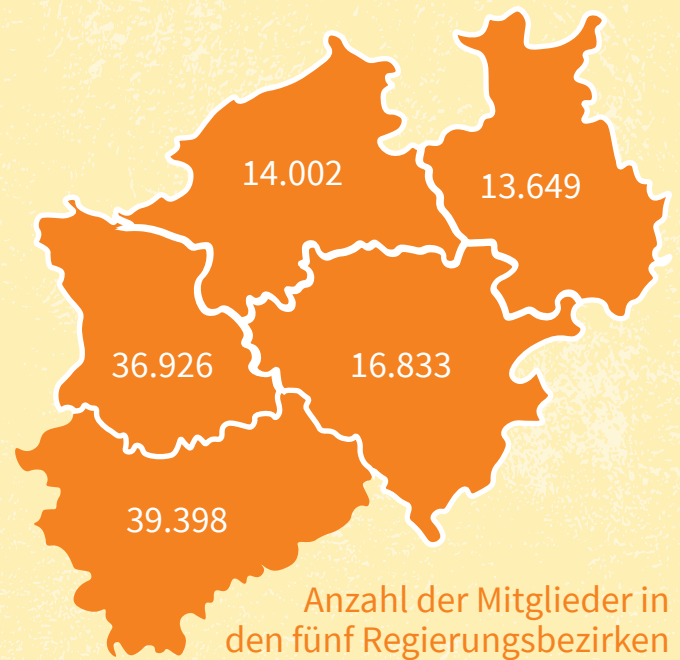 14.002
13.649
36.926
16.833
39.398
Anzahl der Mitglieder in
den fünf Regierungsbezirken